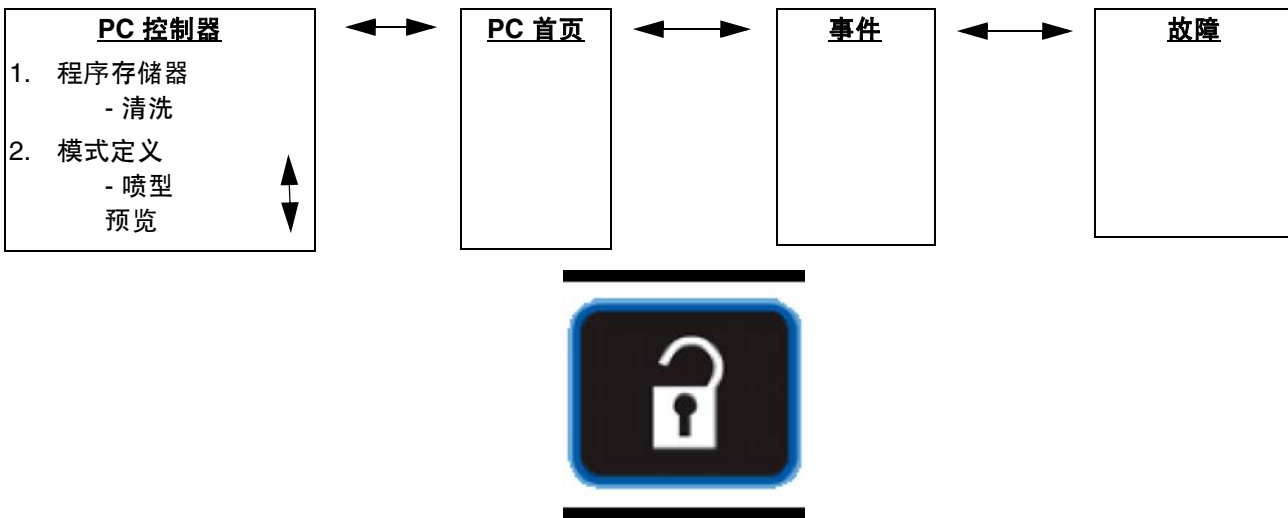 PC 控制器
1. 程序存储器
- 清洗
2. 模式定义
- 喷型
预览
PC 首页
事件
故障